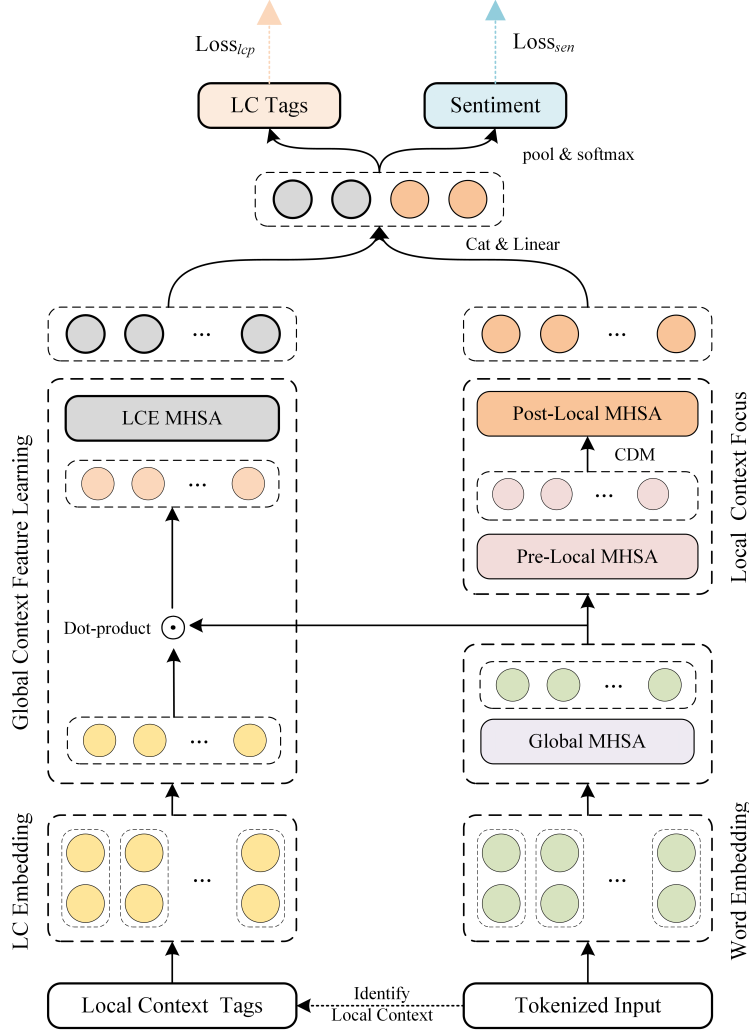 Loss_lcp
Loss_sen
LC Tags
Sentiment
pool & softmax
Cat & Linear
...
...
LCE MHSA
Post-Local MHSA
CDM
...
...
Pre-Local MHSA
Global Context Feature Learning
Local Context Focus
Dot-product
...
Global MHSA
...
LC Embedding
Word Embedding
...
...
Local Context Tags
Identify
Local Context
Tokenized Input